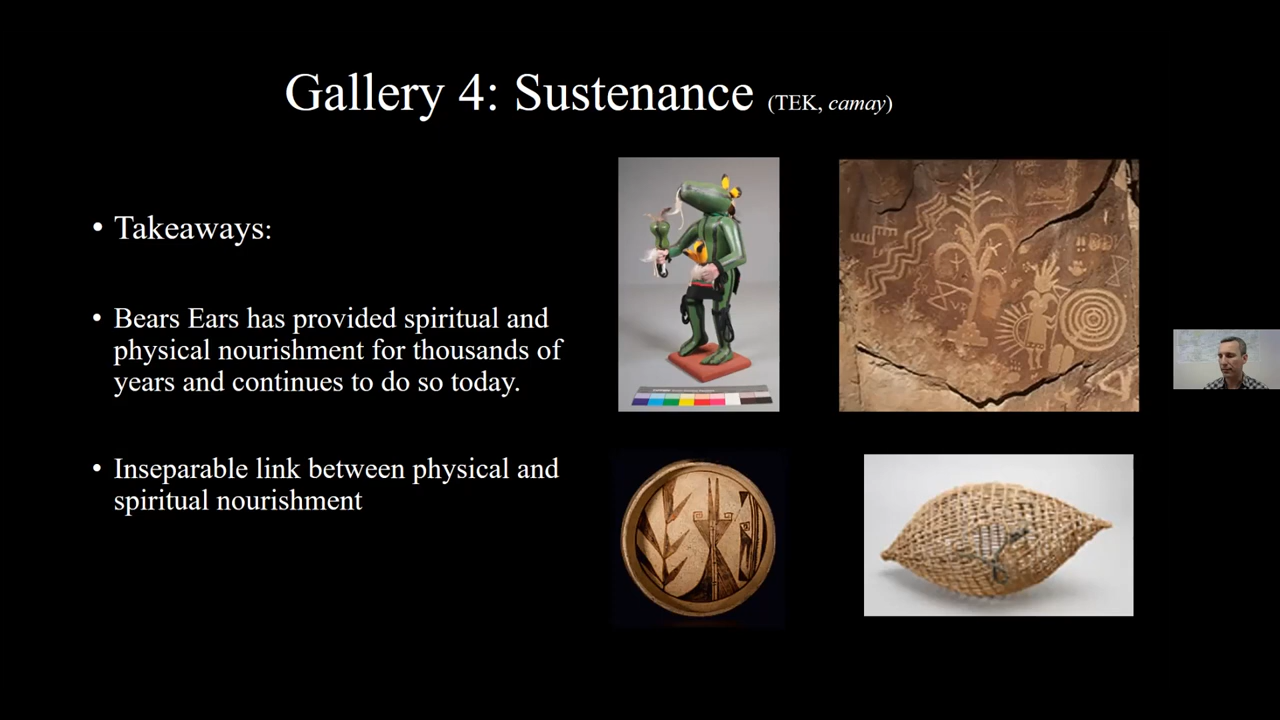 Gallery 4: Sustenance (TEK, camay)
• Takeaways:
• Bears Ears has provided spiritual and
physical nourishment for thousands of
years and continues to do so today.
• Inseparable link between physical and
spiritual nourishment